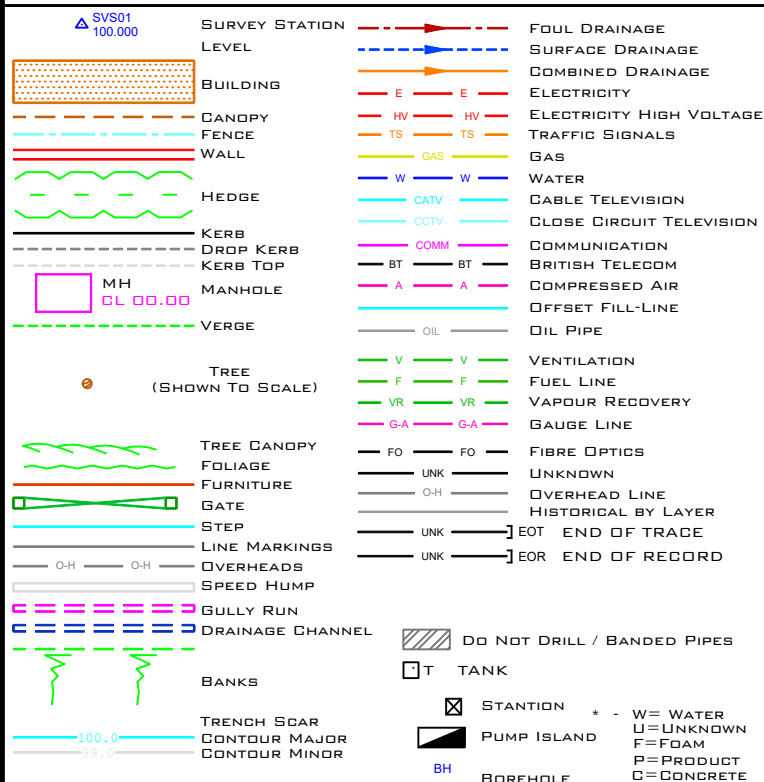 SVS01
100.000
SURVEY STATION
LEVEL
BUILDING
CANOPY
FENCE
WALL
HEDGE
KERB
DROP KERB
KERB TOP
MH
CL 00.00
MANHOLE
VERGE
TREE
(SHOWN TO SCALE)
TREE CANOPY
FOLIAGE
FURNITURE
GATE
STEP
LINE MARKINGS
O-H O-H OVERHEADS
SPEED HUMP
GULLY RUN
DRAINAGE CHANNEL
BANKS
TRENCH SCAR
100.0 CONTOUR MAJOR
99.0 CONTOUR MINOR
FOUL DRAINAGE
SURFACE DRAINAGE
COMBINED DRAINAGE
E E ELECTRICITY
HV HV ELECTRICITY HIGH VOLTAGE
TS TS TRAFFIC SIGNALS
GAS GAS
W W WATER
CATV CABLE TELEVISION
CCTV CLOSE CIRCUIT TELEVISION
COMM COMMUNICATION
BT BT BRITISH TELECOM
A A COMPRESSED AIR
OFFSET FILL-LINE
OIL OIL PIPE
V V VENTILATION
F F FUEL LINE
VR VR VAPOUR RECOVERY
G-A G-A GAUGE LINE
FO FO FIBRE OPTICS
UNK UNKNOWN
O-H OVERHEAD LINE
HISTORICAL BY LAYER
UNK EOT END OF TRACE
UNK EOR END OF RECORD
DO NOT DRILL / BANDED PIPES
T TANK
STANTION
PUMP ISLAND
BH BOREHOLE
* - W= WATER
U=UNKNOWN
F=FOAM
P=PRODUCT
C=CONCRETE